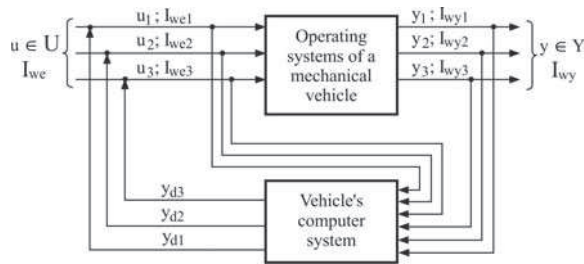 u ∈ U
I_we
u₁; I_we1
u₂; I_we2
u₃; I_we3
Operating
systems of a
mechanical
vehicle
y₁; I_wy1
y₂; I_wy2
y₃; I_wy3
y ∈ Y
I_wy
y_d3
y_d2
y_d1
Vehicle's
computer
system